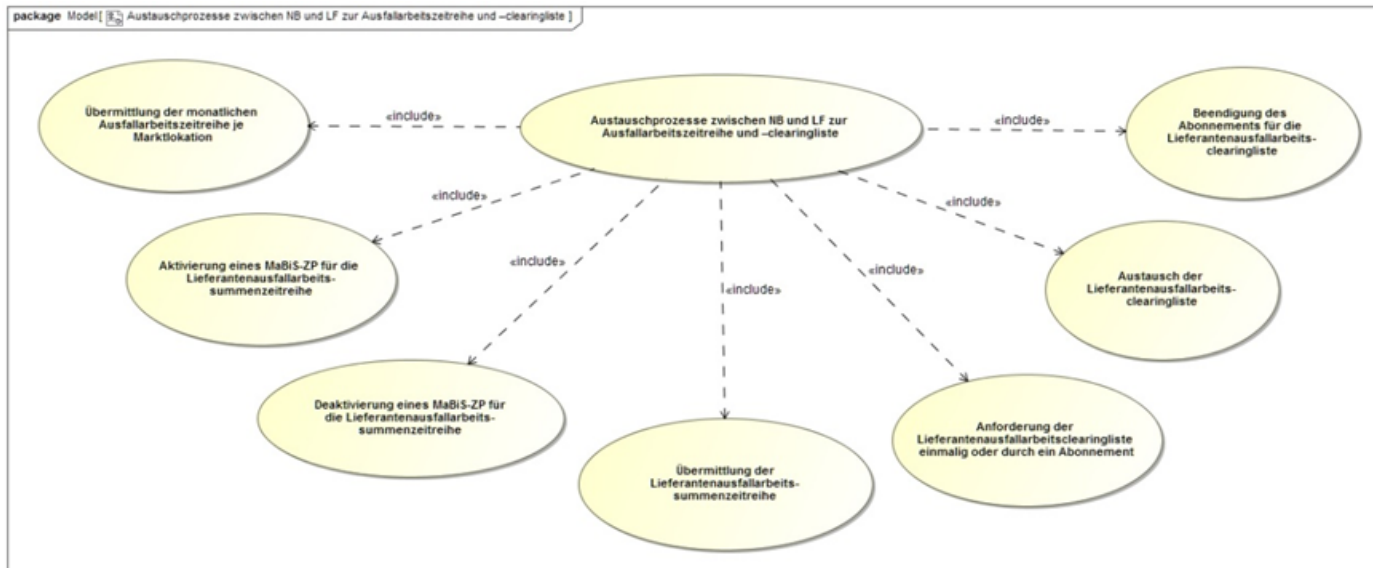 package Model [ Austauschprozesse zwischen NB und LF zur Ausfallarbeitszeitreihe und –clearingliste ]
Übermittlung der monatlichen
Ausfallarbeitszeitreihe je
Marktlokation
«include»
Austauschprozesse zwischen NB und LF zur
Ausfallarbeitszeitreihe und –clearingliste
«include»
Beendigung des
Abonnements für die
Lieferantenausfallarbeits-
clearingliste
«include»
«include»
«include»
«include»
«include»
Aktivierung eines MaBiS-ZP für die
Lieferantenausfallarbeits-
summenzeitreihe
Austausch der
Lieferantenausfallarbeits-
clearingliste
Deaktivierung eines MaBiS-ZP für
die Lieferantenausfallarbeits-
summenzeitreihe
Anforderung der
Lieferantenausfallarbeitsclearingliste
einmalig oder durch ein Abonnement
Übermittlung der
Lieferantenausfallarbeits-
summenzeitreihe